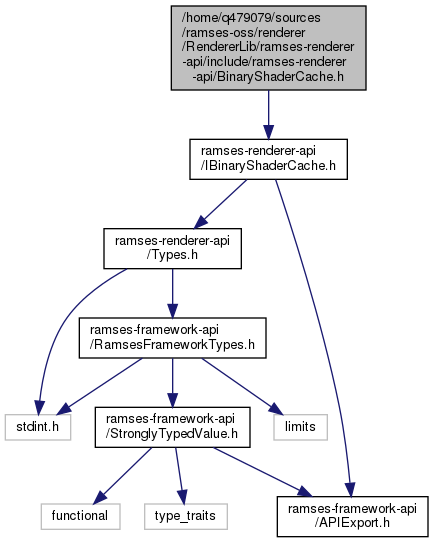 /home/q479079/sources
/ramses-oss/renderer
/RendererLib/ramses-renderer
-api/include/ramses-renderer
-api/BinaryShaderCache.h
ramses-renderer-api
/IBinaryShaderCache.h
ramses-renderer-api
/Types.h
ramses-framework-api
/RamsesFrameworkTypes.h
stdint.h
ramses-framework-api
/StronglyTypedValue.h
limits
functional
type_traits
ramses-framework-api
/APIExport.h